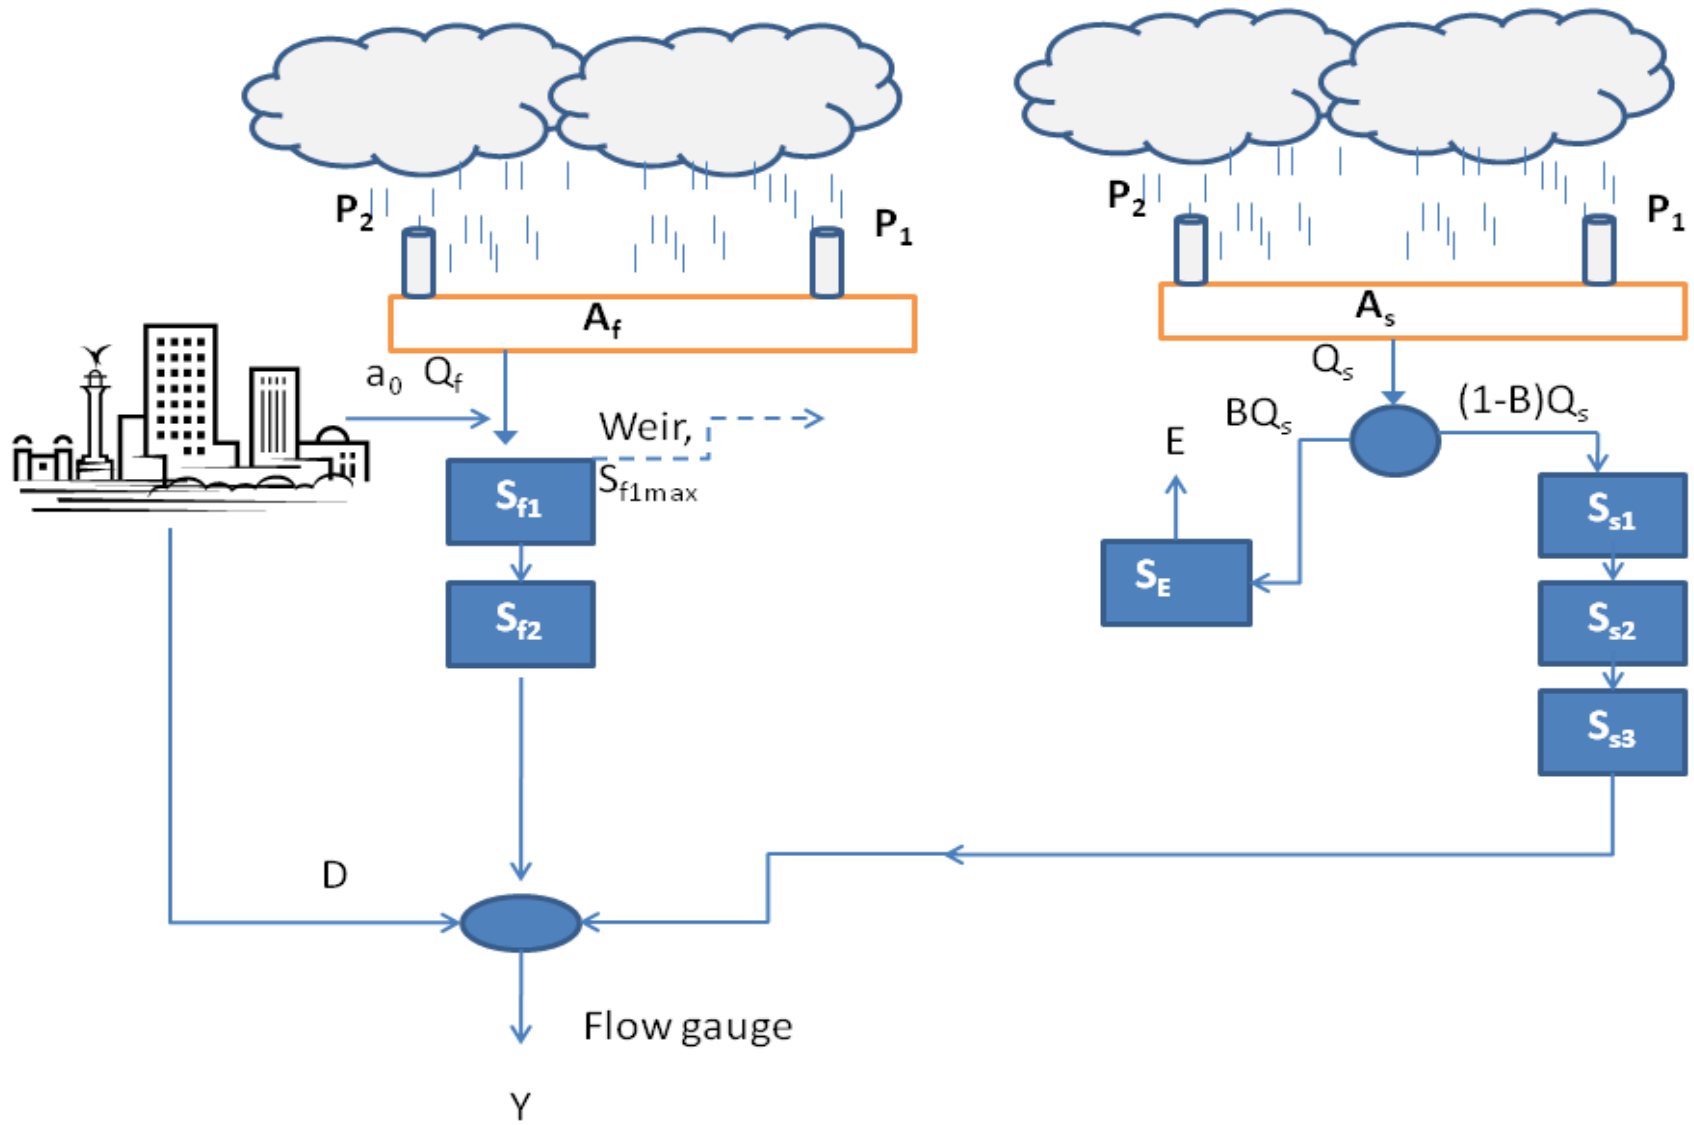 P2
P1
P2
P1
Af
As
a0 Qf
Qs
Weir,
Sf1max
BQs
(1-B)Qs
E
Sf1
Ss1
SE
Sf2
Ss2
Ss3
D
Flow gauge
Y